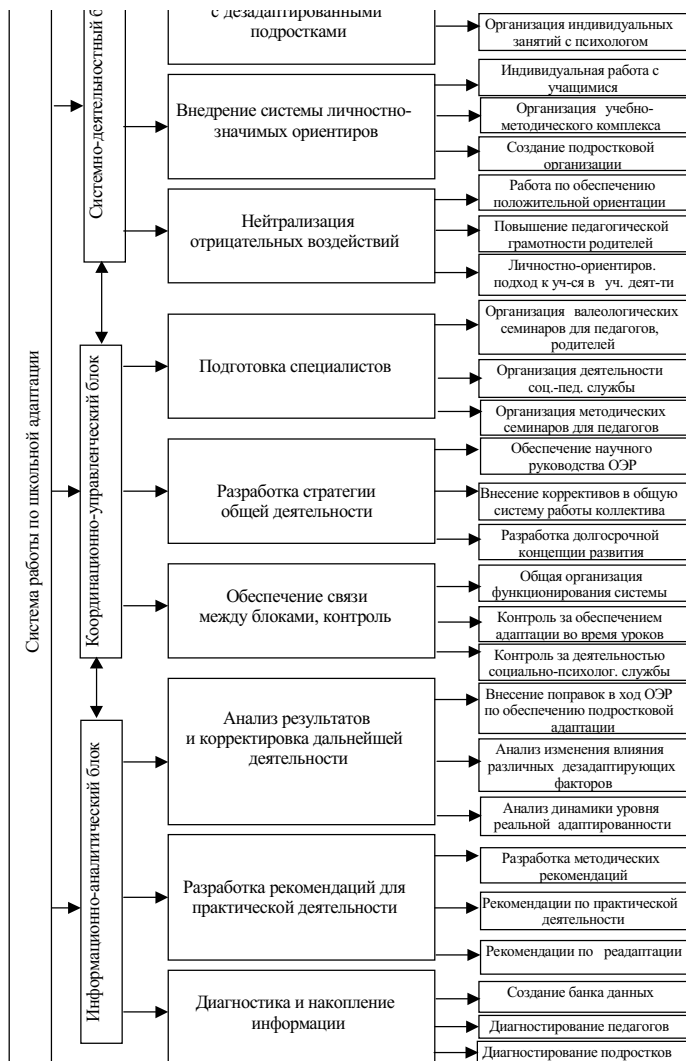 Система работы по школьной адаптации
Системно-деятельностный
с дезадаптированными
подростками
Организация индивидуальных
занятий с психологом
Внедрение системы личностно-
значимых ориентиров
Индивидуальная работа с
учащимися
Организация учебно-
методического комплекса
Создание подростковой
организации
Нейтрализация
отрицательных воздействий
Работа по обеспечению
положительной ориентации
Повышение педагогической
грамотности родителей
Личностно-ориентиров.
подход к уч-ся в уч. деят-ти
Координационно-управленческий блок
Подготовка специалистов
Организация валеологических
семинаров для педагогов,
родителей
Организация деятельности
соц.-пед. службы
Организация методических
семинаров для педагогов
Разработка стратегии
общей деятельности
Обеспечение научного
руководства ОЭР
Внесение коррективов в общую
систему работы коллектива
Разработка долгосрочной
концепции развития
Обеспечение связи
между блоками, контроль
Общая организация
функционирования системы
Контроль за обеспечением
адаптации во время уроков
Контроль за деятельностью
социально-психолог. службы
Информационно-аналитический блок
Анализ результатов
и корректировка дальнейшей
деятельности
Внесение поправок в ход ОЭР
по обеспечению подростковой
адаптации
Анализ изменения влияния
различных дезадаптирующих
факторов
Анализ динамики уровня
реальной адаптированности
Разработка рекомендаций для
практической деятельности
Разработка методических
рекомендаций
Рекомендации по практической
деятельности
Рекомендации по реадаптации
Диагностика и накопление
информации
Создание банка данных
Диагностирование педагогов
Диагностирование подростков